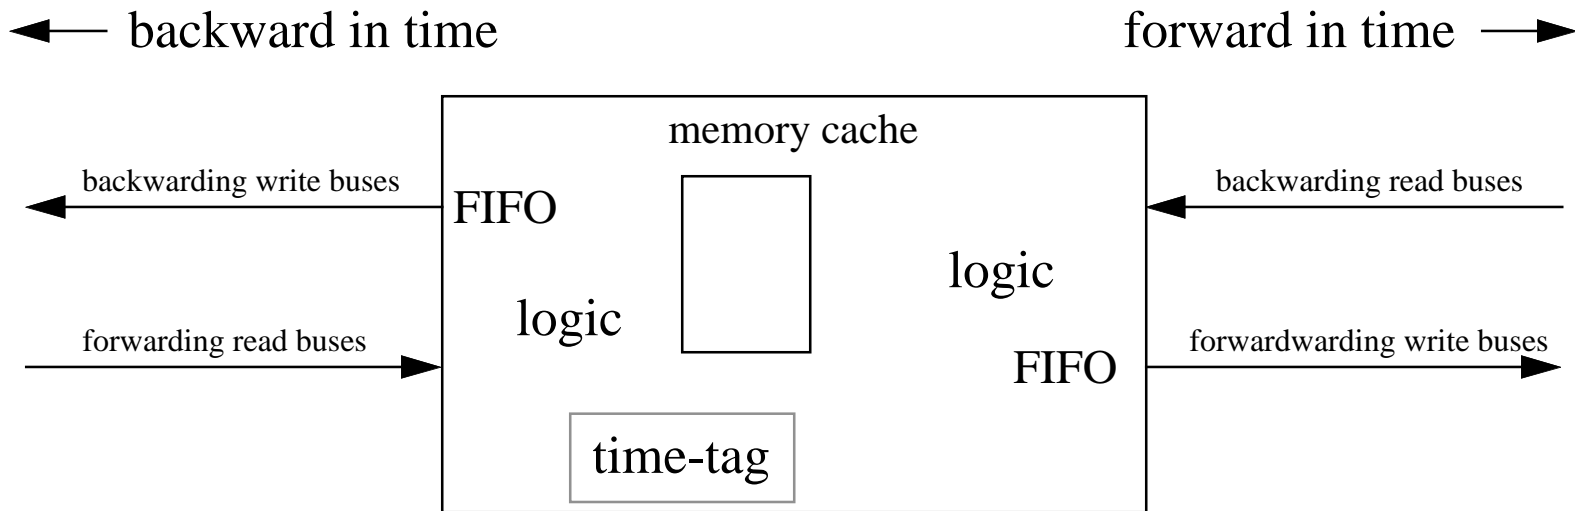 backward in time
forward in time
memory cache
backwarding write buses
backwarding read buses
FIFO
logic
logic
forwarding read buses
forwardwarding write buses
FIFO
time-tag